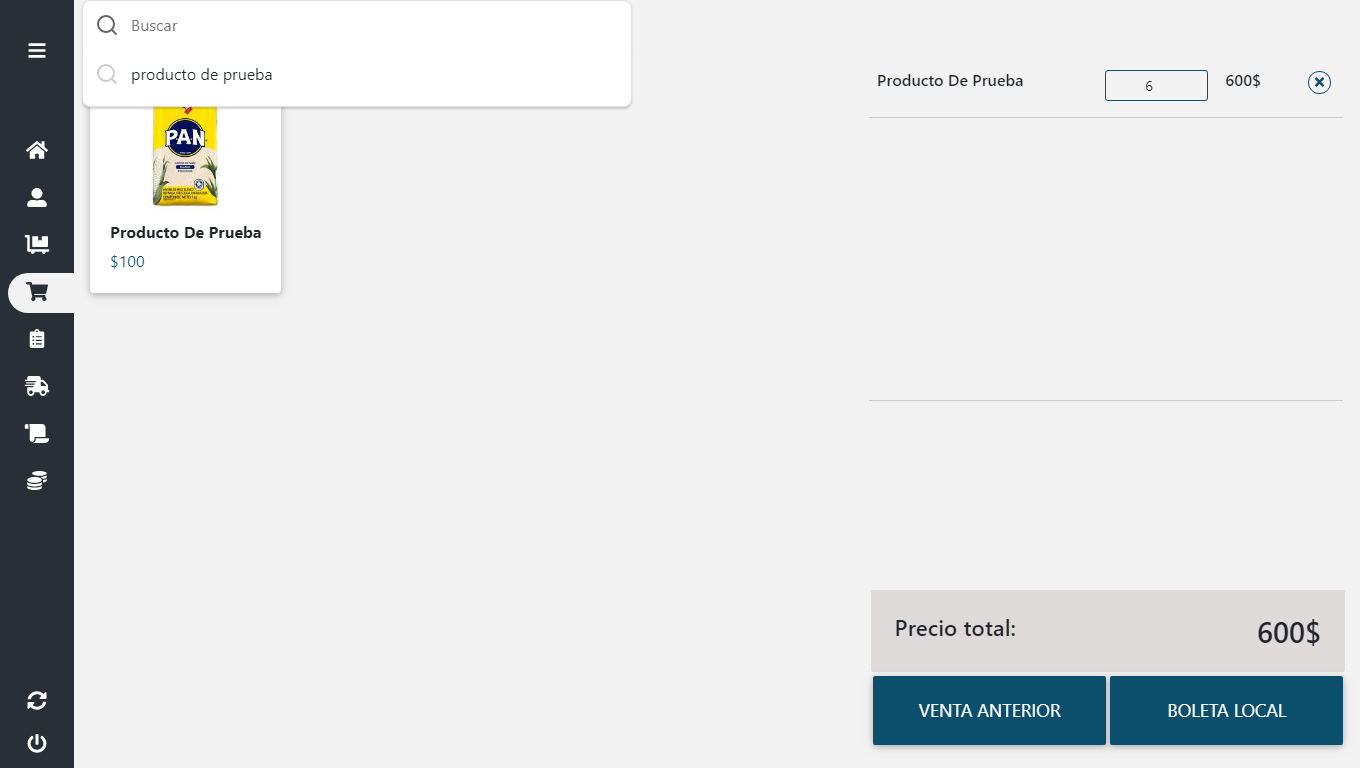 Buscar
producto de prueba
PAN
Producto De Prueba
$100
Producto De Prueba
6
600$
Precio total:
600$
VENTA ANTERIOR
BOLETA LOCAL